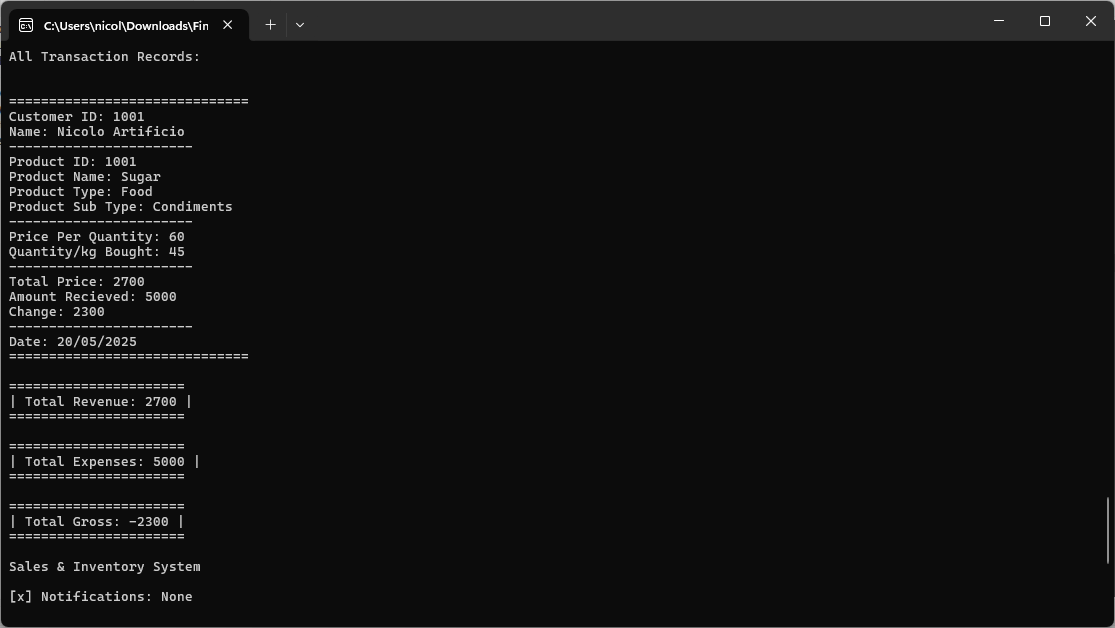 C:\Users\nicol\Downloads\Fin
All Transaction Records:
==============================
Customer ID: 1001
Name: Nicolo Artificio
-----------------------
Product ID: 1001
Product Name: Sugar
Product Type: Food
Product Sub Type: Condiments
-----------------------
Price Per Quantity: 60
Quantity/kg Bought: 45
-----------------------
Total Price: 2700
Amount Recieved: 5000
Change: 2300
-----------------------
Date: 20/05/2025
==============================
======================
| Total Revenue: 2700 |
======================
======================
| Total Expenses: 5000 |
======================
======================
| Total Gross: -2300 |
======================
Sales & Inventory System
[x] Notifications: None